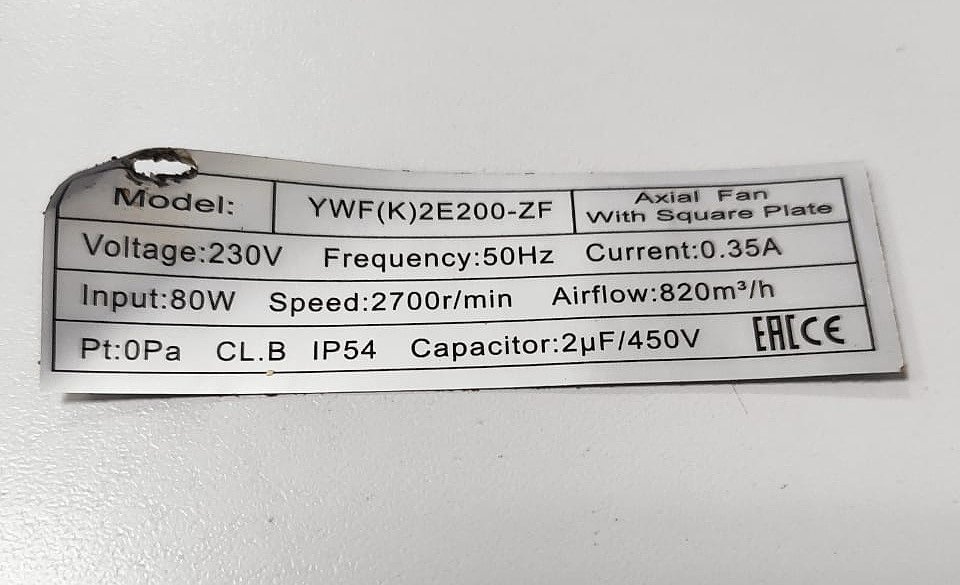 Model: YWF(K)2E200-ZF Axial Fan
With Square Plate
Voltage:230V Frequency:50Hz Current:0.35A
Input:80W Speed:2700r/min Airflow:820m³/h
Pt:0Pa CL.B IP54 Capacitor:2µF/450V EAC CE